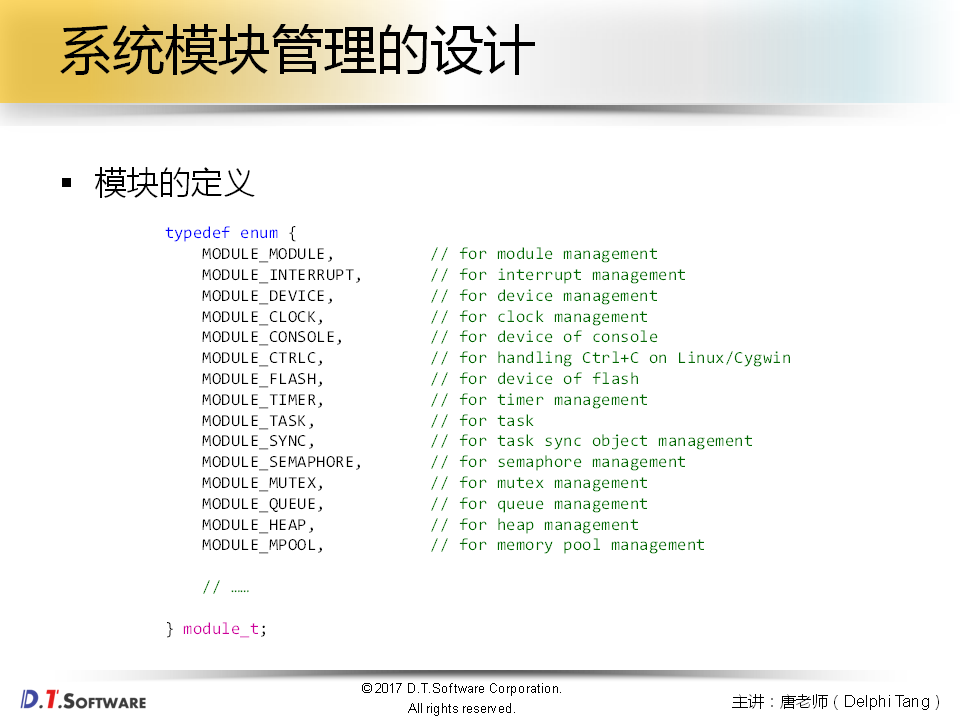 系统模块管理的设计
▪ 模块的定义
typedef enum {
    MODULE_MODULE,          // for module management
    MODULE_INTERRUPT,       // for interrupt management
    MODULE_DEVICE,          // for device management
    MODULE_CLOCK,           // for clock management
    MODULE_CONSOLE,         // for device of console
    MODULE_CTRLC,           // for handling Ctrl+C on Linux/Cygwin
    MODULE_FLASH,           // for device of flash
    MODULE_TIMER,           // for timer management
    MODULE_TASK,            // for task
    MODULE_SYNC,            // for task sync object management
    MODULE_SEMAPHORE,       // for semaphore management
    MODULE_MUTEX,           // for mutex management
    MODULE_QUEUE,           // for queue management
    MODULE_HEAP,            // for heap management
    MODULE_MPOOL,           // for memory pool management
    // ……
} module_t;
D.T.SOFTWARE
©2017 D.T.Software Corporation.
All rights reserved.
主讲：唐老师（Delphi Tang）